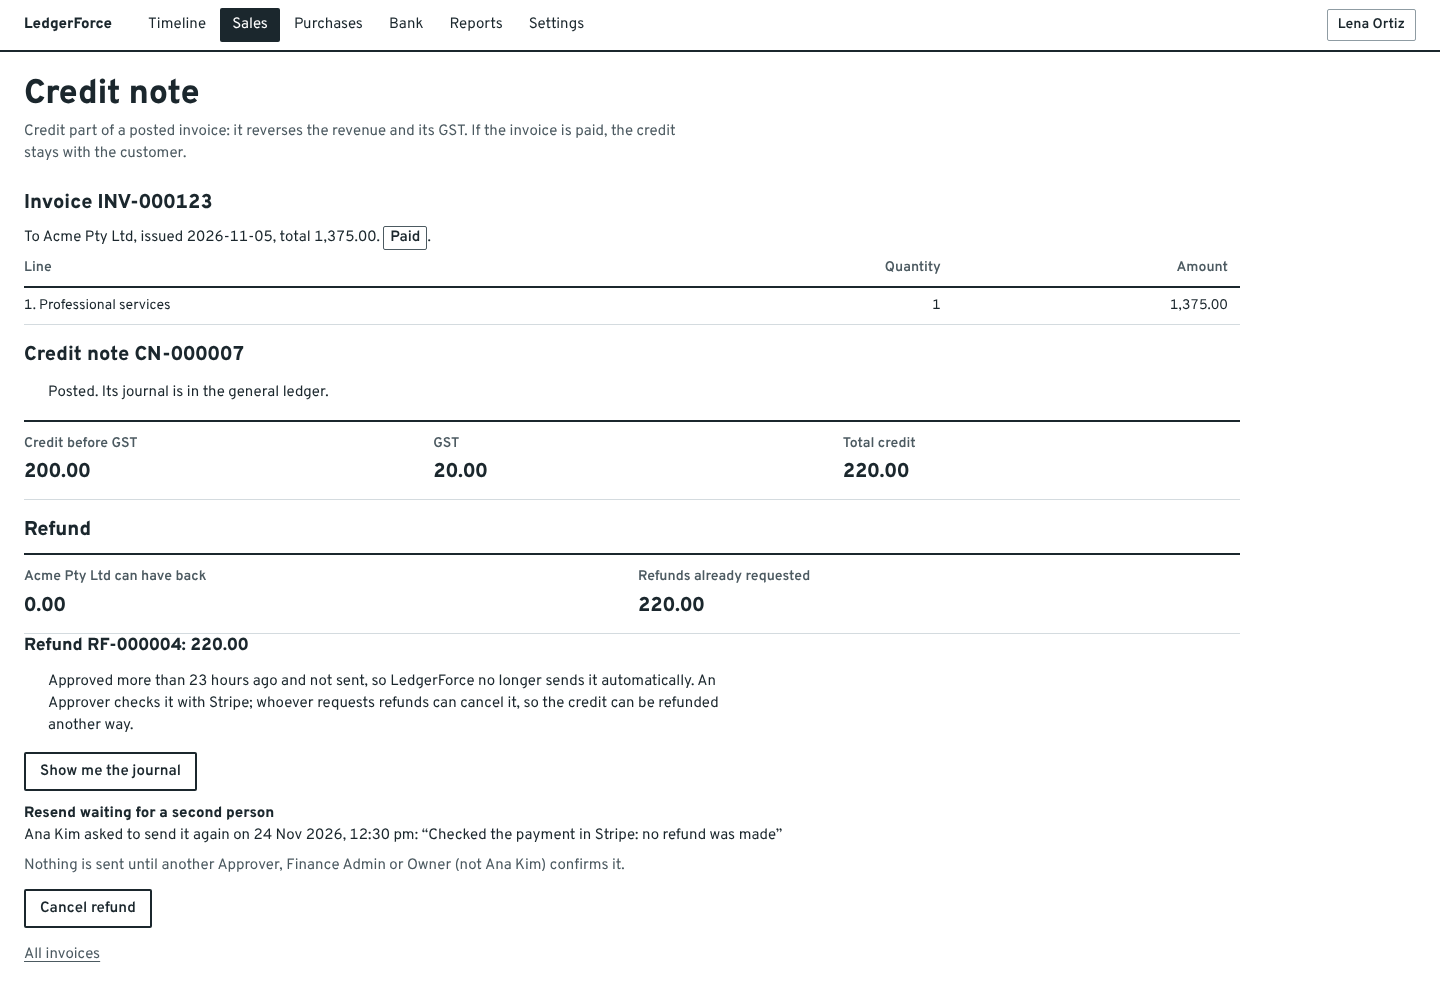 LedgerForce Timeline Sales Purchases Bank Reports Settings Lena Ortiz
Credit note
Credit part of a posted invoice: it reverses the revenue and its GST. If the invoice is paid, the credit
stays with the customer.
Invoice INV-000123
To Acme Pty Ltd, issued 2026-11-05, total 1,375.00. Paid.
Line Quantity Amount
1. Professional services 1 1,375.00
Credit note CN-000007
Posted. Its journal is in the general ledger.
Credit before GST GST Total credit
200.00 20.00 220.00
Refund
Acme Pty Ltd can have back Refunds already requested
0.00 220.00
Refund RF-000004: 220.00
Approved more than 23 hours ago and not sent, so LedgerForce no longer sends it automatically. An
Approver checks it with Stripe; whoever requests refunds can cancel it, so the credit can be refunded
another way.
Show me the journal
Resend waiting for a second person
Ana Kim asked to send it again on 24 Nov 2026, 12:30 pm: “Checked the payment in Stripe: no refund was made”
Nothing is sent until another Approver, Finance Admin or Owner (not Ana Kim) confirms it.
Cancel refund
All invoices